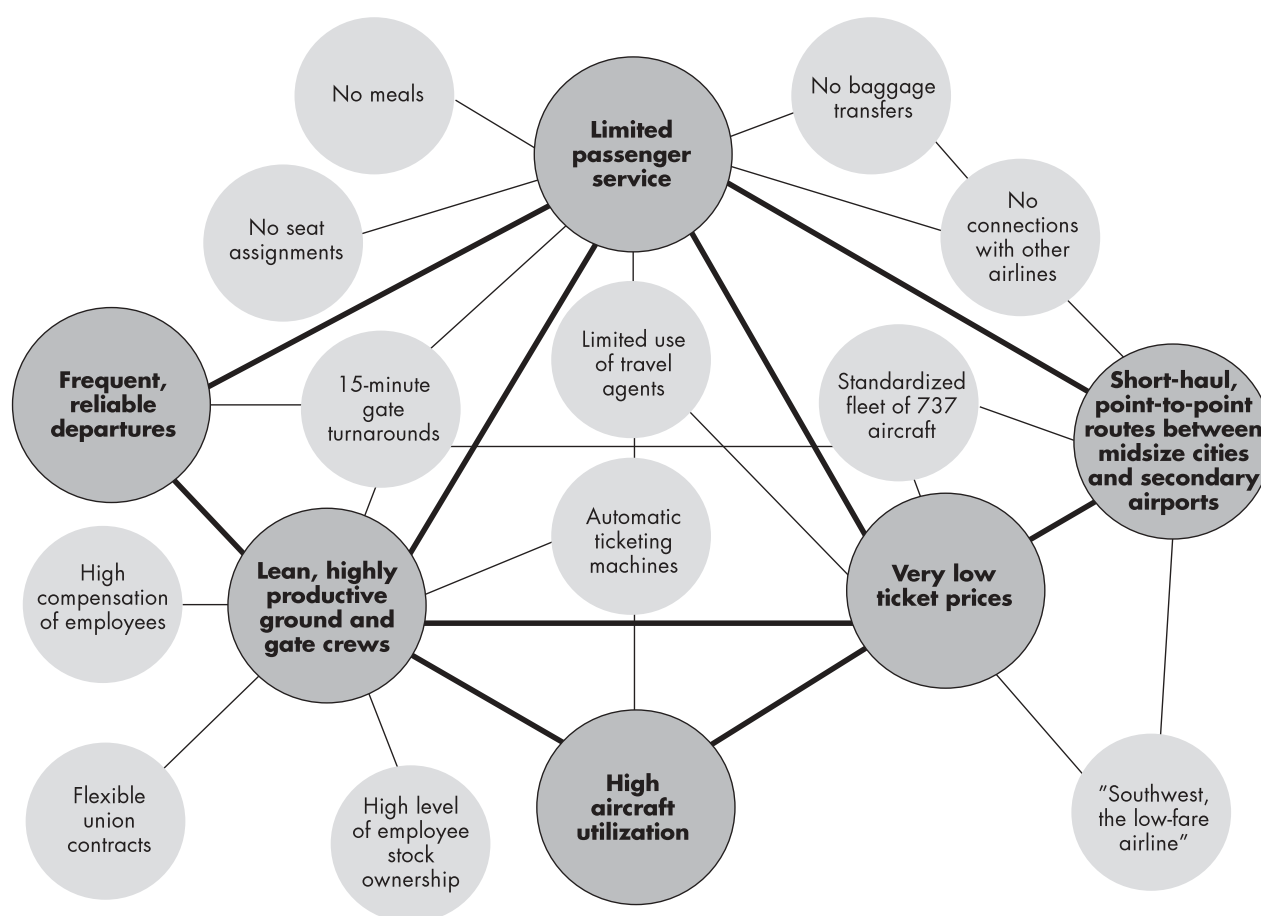 No meals
No baggage
transfers
Limited
passenger
service
No seat
assignments
No
connections
with other
airlines
Frequent,
reliable
departures
15-minute
gate
turnarounds
Limited use
of travel
agents
Standardized
fleet of 737
aircraft
Short-haul,
point-to-point
routes between
midsize cities
and secondary
airports
High
compensation
of employees
Lean, highly
productive
ground and
gate crews
Automatic
ticketing
machines
Very low
ticket prices
Flexible
union
contracts
High level
of employee
stock
ownership
High
aircraft
utilization
”Southwest,
the low-fare
airline”